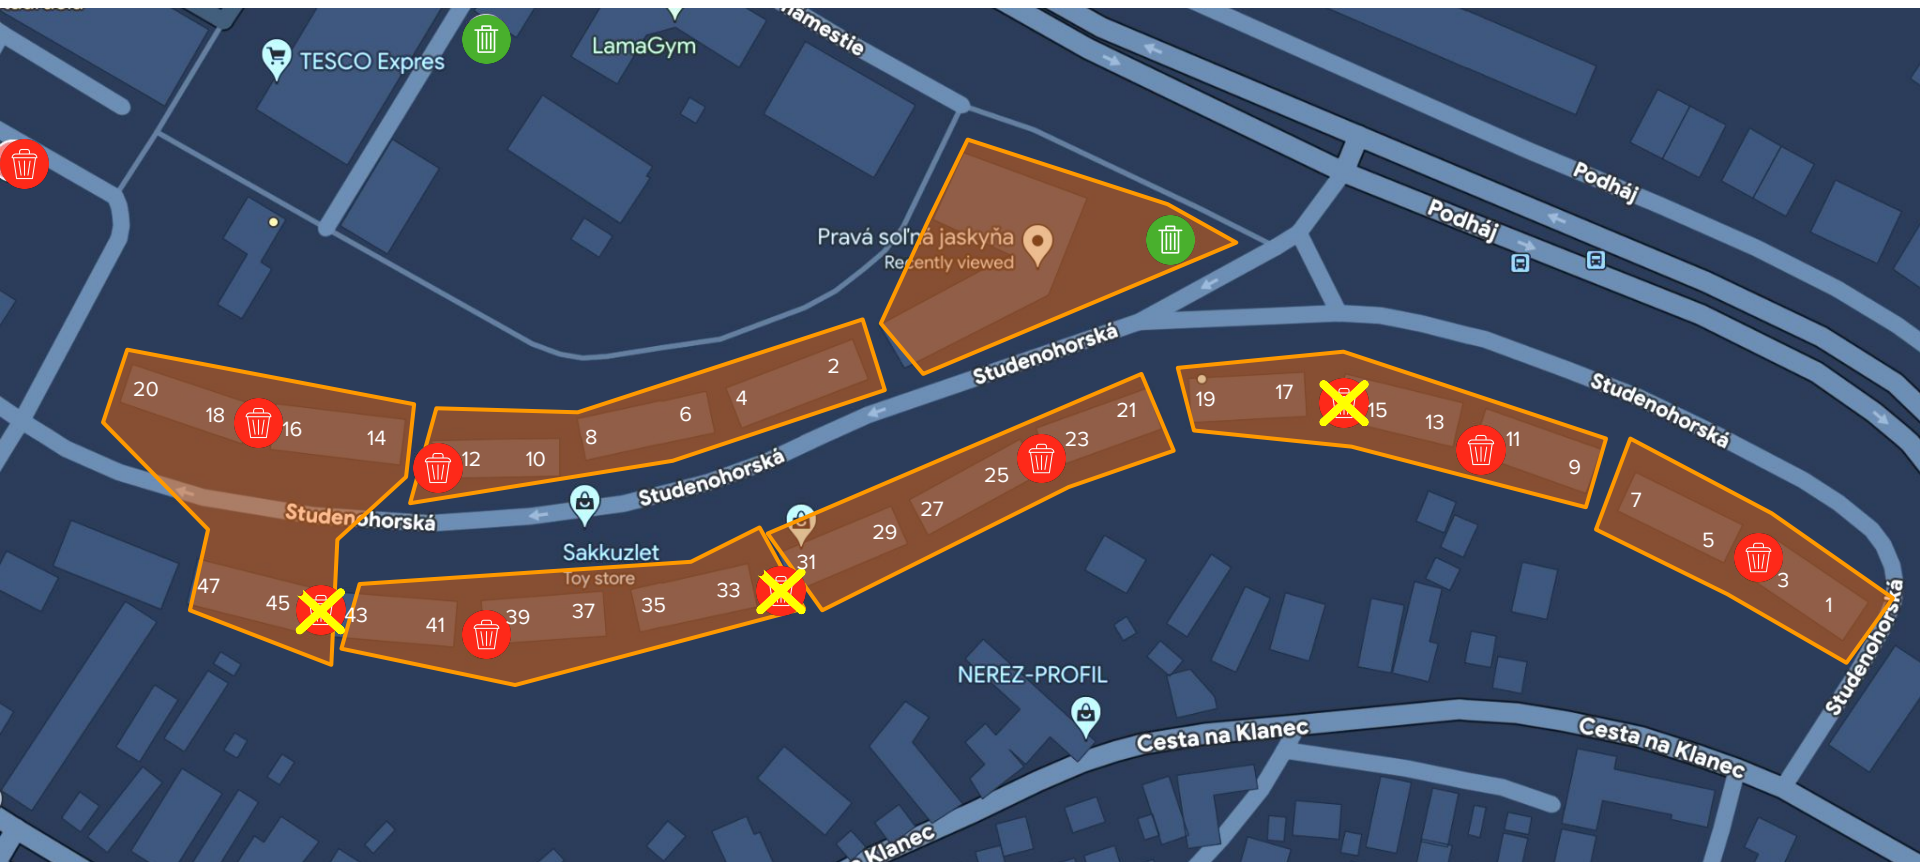 TESCO Expres
LamaGym
námestie
Podháj
Podháj
Pravá soľná jaskyňa
Recently viewed
Studenohorská
Studenohorská
Studenohorská
Studenohorská
Studenohorská
20
18
16
14
12
10
8
6
4
2
21
23
25
27
29
31
19
17
15
13
11
9
7
5
3
1
Sakkuzlet
Toy store
47
45
43
41
39
37
35
33
NEREZ-PROFIL
Cesta na Klanec
Cesta na Klanec
Klanec